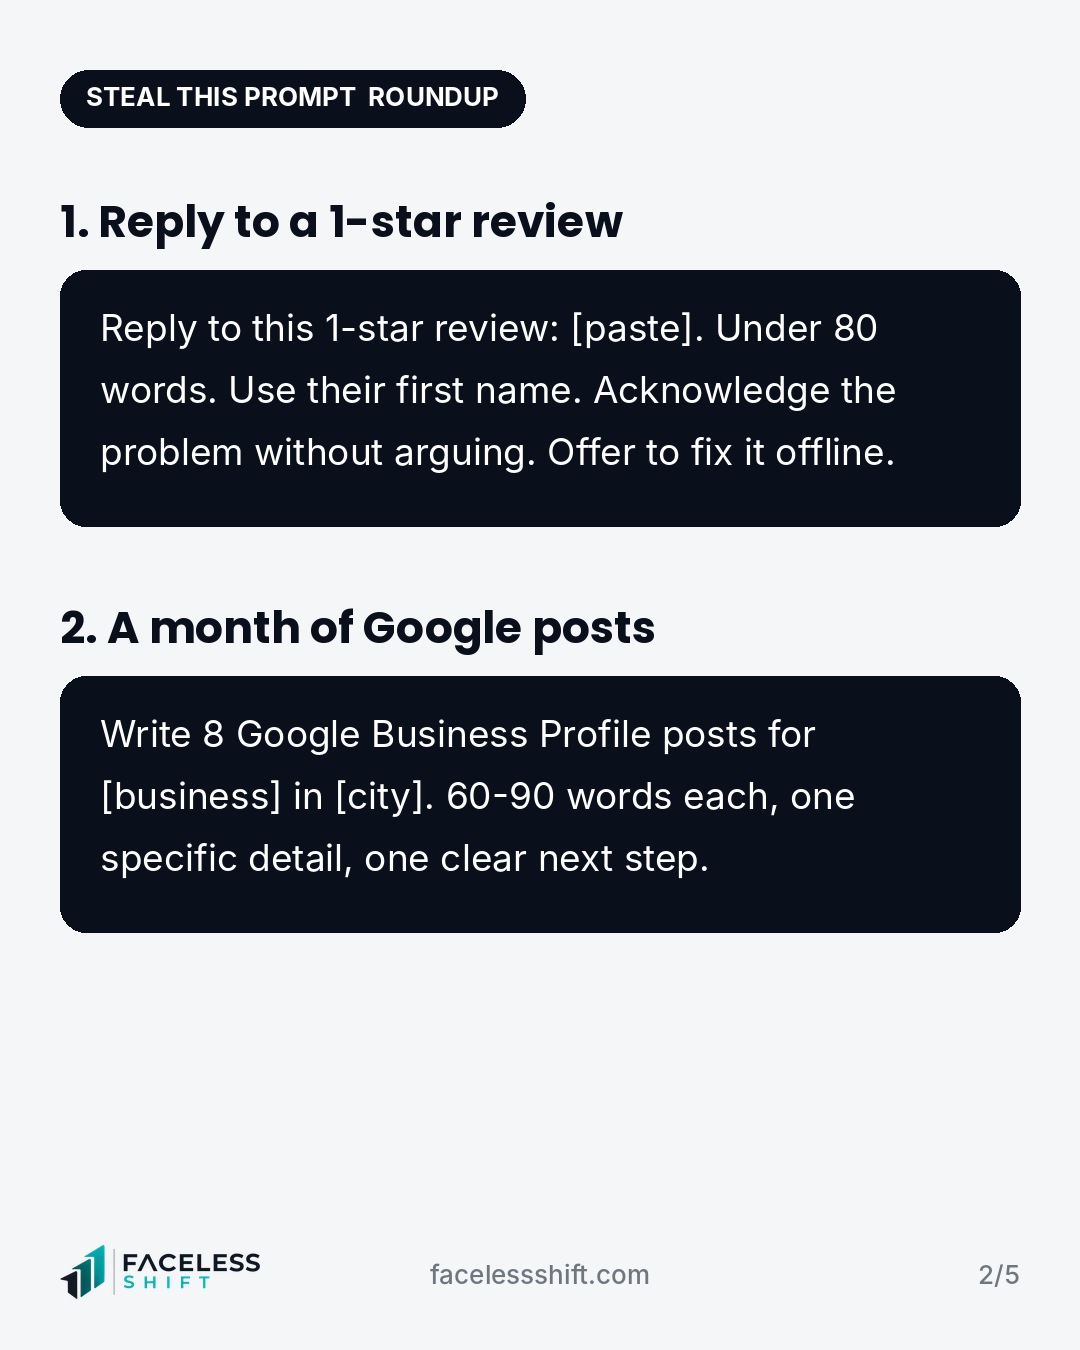 STEAL THIS PROMPT ROUNDUP
1. Reply to a 1-star review
Reply to this 1-star review: [paste]. Under 80
words. Use their first name. Acknowledge the
problem without arguing. Offer to fix it offline.
2. A month of Google posts
Write 8 Google Business Profile posts for
[business] in [city]. 60-90 words each, one
specific detail, one clear next step.
FACELESS
SHIFT
facelessshift.com
2/5